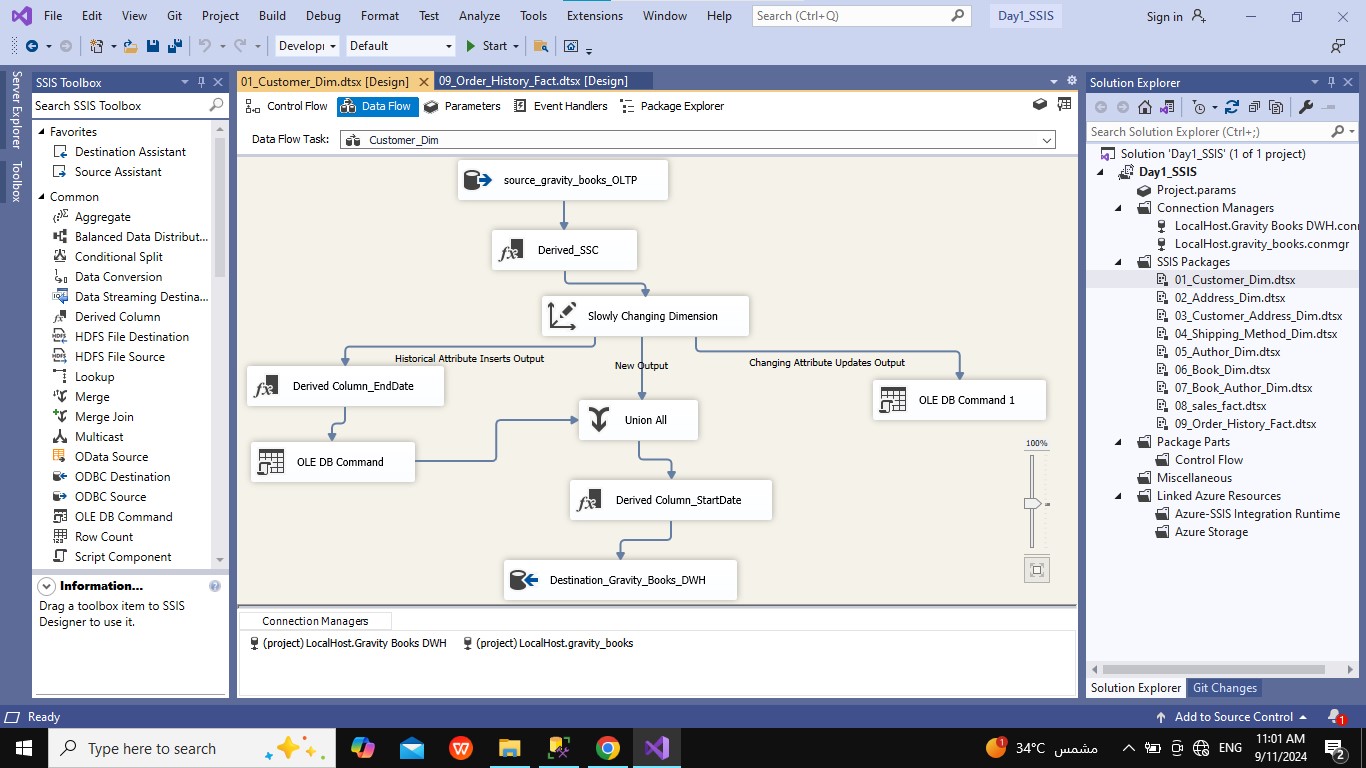 File Edit View Git Project Build Debug Format Test Analyze Tools Extensions Window Help Search (Ctrl+Q) Day1_SSIS Sign in
Developi Default Start
Server Explorer
Toolbox
SSIS Toolbox
Search SSIS Toolbox
Favorites
Destination Assistant
Source Assistant
Common
Aggregate
Balanced Data Distribut...
Conditional Split
Data Conversion
Data Streaming Destina...
Derived Column
HDFS File Destination
HDFS File Source
Lookup
Merge
Merge Join
Multicast
OData Source
ODBC Destination
ODBC Source
OLE DB Command
Row Count
Script Component
Information...
Drag a toolbox item to SSIS
Designer to use it.
01_Customer_Dim.dtsx [Design] 09_Order_History_Fact.dtsx [Design]
Control Flow Data Flow Parameters Event Handlers Package Explorer
Data Flow Task: Customer_Dim
source_gravity_books_OLTP
Derived_SSC
Slowly Changing Dimension
Historical Attribute Inserts Output
New Output
Changing Attribute Updates Output
Derived Column_EndDate
OLE DB Command 1
Union All
OLE DB Command
Derived Column_StartDate
Destination_Gravity_Books_DWH
100%
Connection Managers
(project) LocalHost.Gravity Books DWH (project) LocalHost.gravity_books
Solution Explorer
Search Solution Explorer (Ctrl+;)
Solution 'Day1_SSIS' (1 of 1 project)
Day1_SSIS
Project.params
Connection Managers
LocalHost.Gravity Books DWH.conr
LocalHost.gravity_books.conmgr
SSIS Packages
01_Customer_Dim.dtsx
02_Address_Dim.dtsx
03_Customer_Address_Dim.dtsx
04_Shipping_Method_Dim.dtsx
05_Author_Dim.dtsx
06_Book_Dim.dtsx
07_Book_Author_Dim.dtsx
08_sales_fact.dtsx
09_Order_History_Fact.dtsx
Package Parts
Control Flow
Miscellaneous
Linked Azure Resources
Azure-SSIS Integration Runtime
Azure Storage
Solution Explorer Git Changes
Ready Add to Source Control 1
Type here to search 1 34°C مشمس ENG 11:01 AM
9/11/2024 2